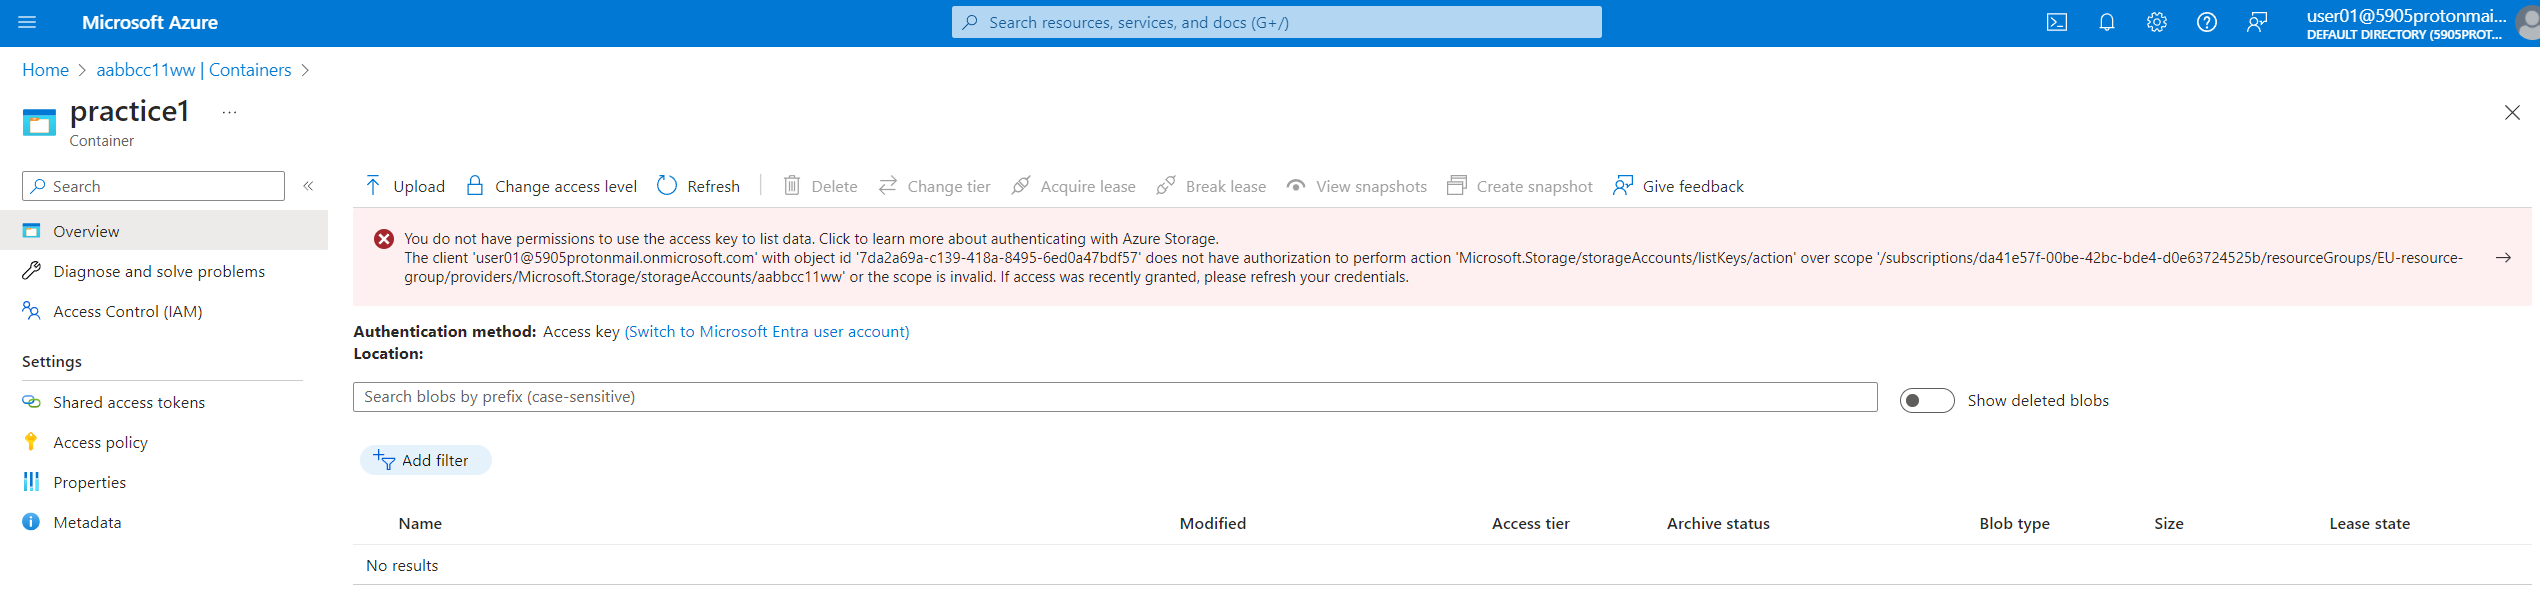 Microsoft Azure
Search resources, services, and docs (G+/)
user01@5905protonmai...
DEFAULT DIRECTORY (5905PROT...
Home > aabbcc11ww | Containers >
practice1 ...
Container
Search
«
Upload
Change access level
Refresh
Delete
Change tier
Acquire lease
Break lease
View snapshots
Create snapshot
Give feedback
Overview
Diagnose and solve problems
Access Control (IAM)
Settings
Shared access tokens
Access policy
Properties
Metadata
You do not have permissions to use the access key to list data. Click to learn more about authenticating with Azure Storage.
The client 'user01@5905protonmail.onmicrosoft.com' with object id '7da2a69a-c139-418a-8495-6ed0a47bdf57' does not have authorization to perform action 'Microsoft.Storage/storageAccounts/listKeys/action' over scope '/subscriptions/da41e57f-00be-42bc-bde4-d0e63724525b/resourceGroups/EU-resource-
group/providers/Microsoft.Storage/storageAccounts/aabbcc11ww' or the scope is invalid. If access was recently granted, please refresh your credentials.
Authentication method: Access key (Switch to Microsoft Entra user account)
Location:
Search blobs by prefix (case-sensitive)
Show deleted blobs
Add filter
Name Modified Access tier Archive status Blob type Size Lease state
No results